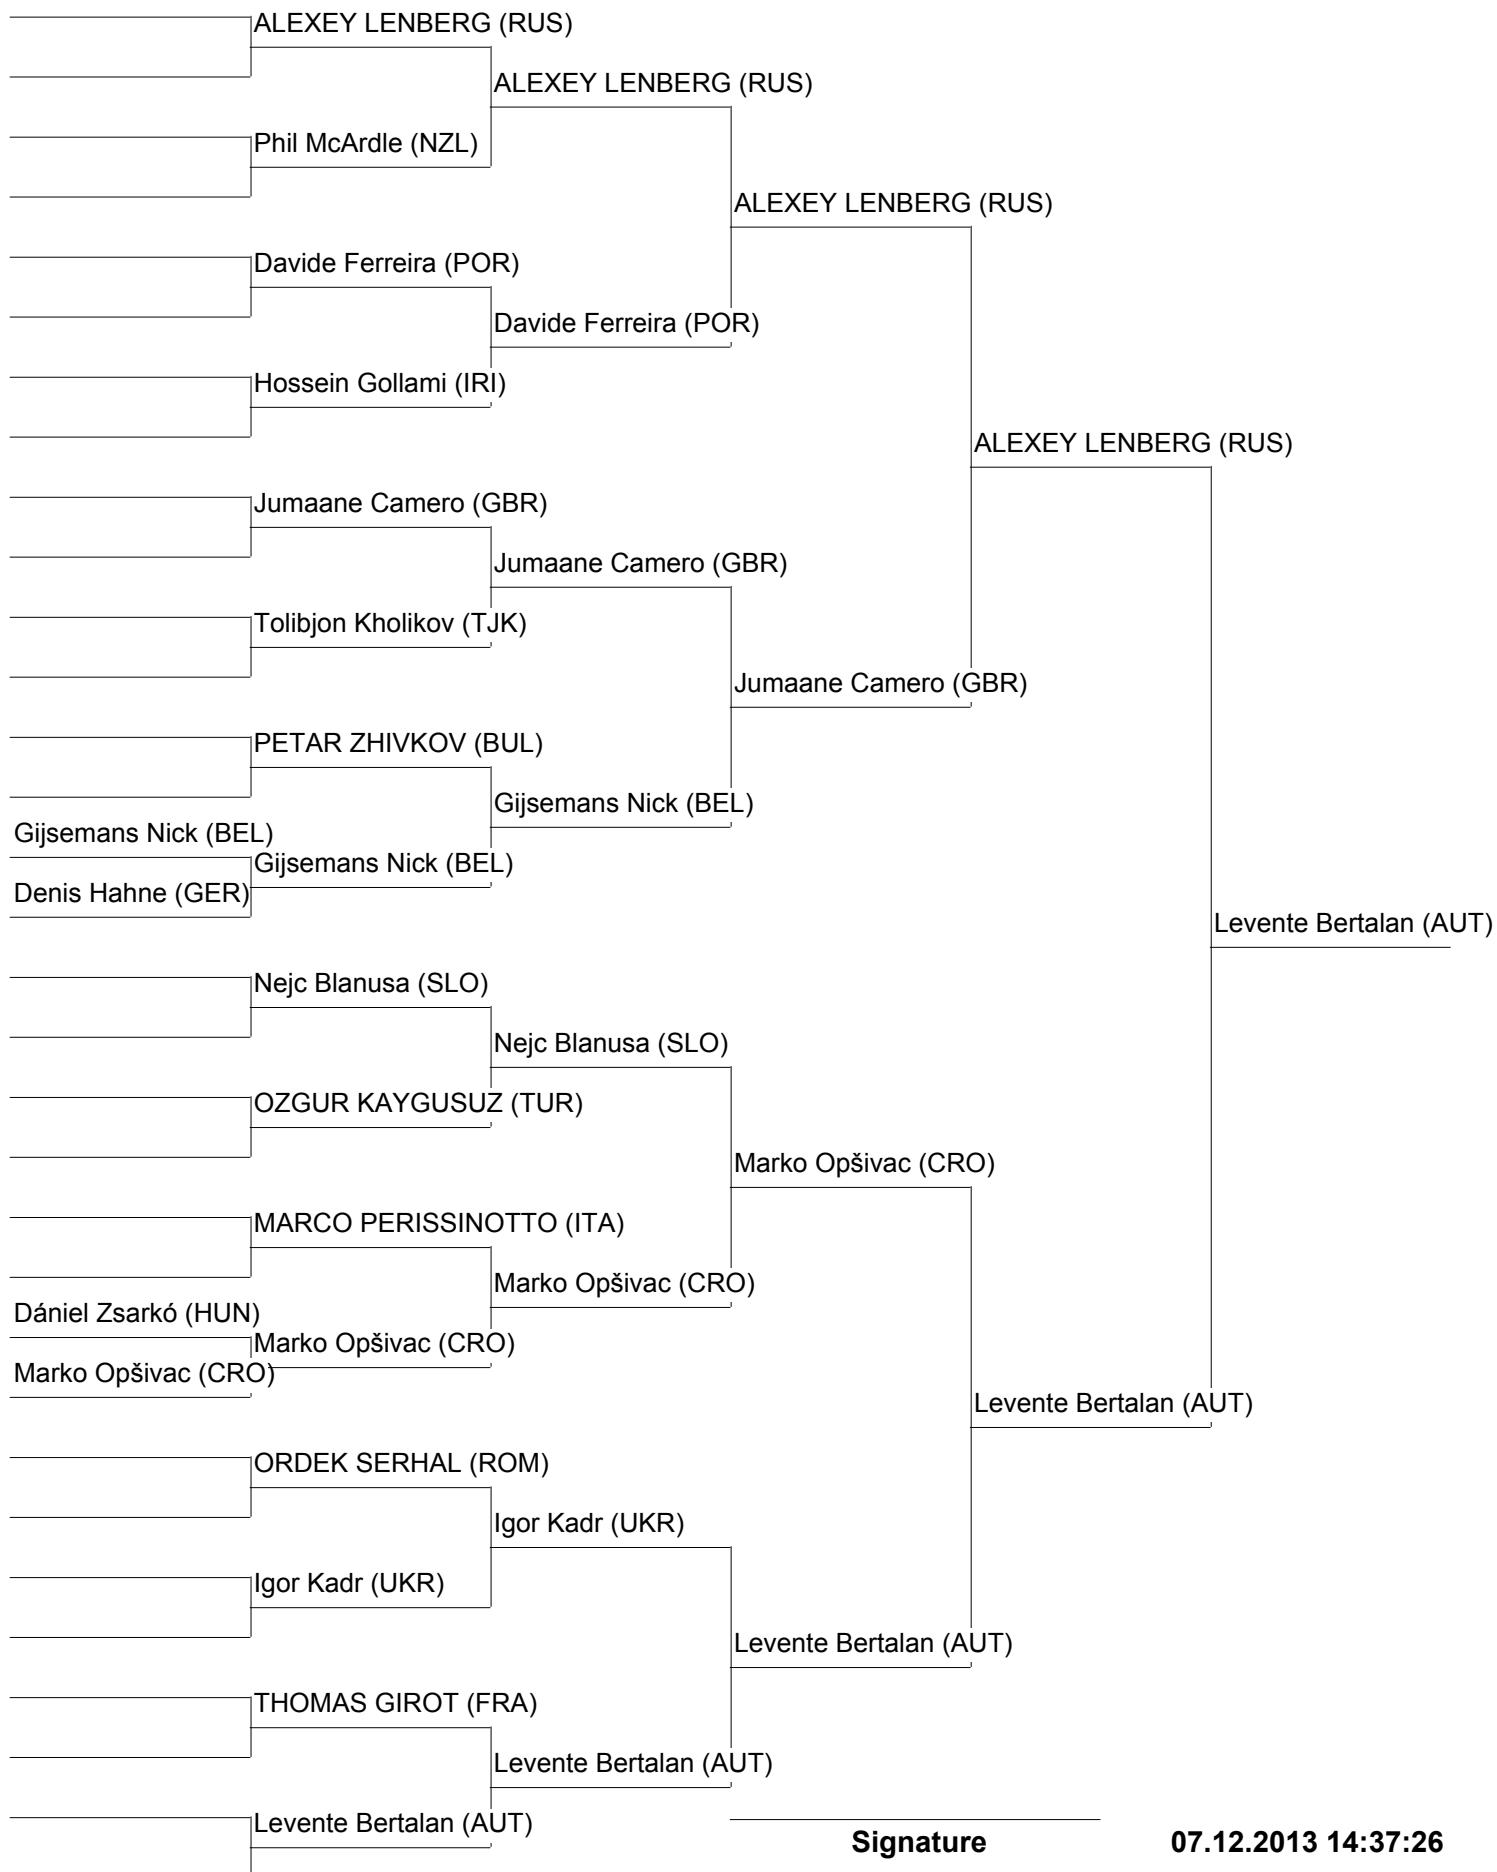 ALEXEY LENBERG (RUS)
ALEXEY LENBERG (RUS)
Phil McArdle (NZL)
ALEXEY LENBERG (RUS)
Davide Ferreira (POR)
Davide Ferreira (POR)
Hossein Gollami (IRI)
ALEXEY LENBERG (RUS)
Jumaane Camero (GBR)
Jumaane Camero (GBR)
Tolibjon Kholikov (TJK)
Jumaane Camero (GBR)
PETAR ZHIVKOV (BUL)
Gijsemans Nick (BEL)
Gijsemans Nick (BEL)
Gijsemans Nick (BEL)
Denis Hahne (GER)
Levente Bertalan (AUT)
Nejc Blanusa (SLO)
Nejc Blanusa (SLO)
OZGUR KAYGUSUZ (TUR)
Marko Opšivac (CRO)
MARCO PERISSINOTTO (ITA)
Marko Opšivac (CRO)
Dániel Zsarkó (HUN)
Marko Opšivac (CRO)
Marko Opšivac (CRO)
Levente Bertalan (AUT)
ORDEK SERHAL (ROM)
Igor Kadr (UKR)
Igor Kadr (UKR)
Levente Bertalan (AUT)
THOMAS GIROT (FRA)
Levente Bertalan (AUT)
Levente Bertalan (AUT)
Signature
07.12.2013 14:37:26